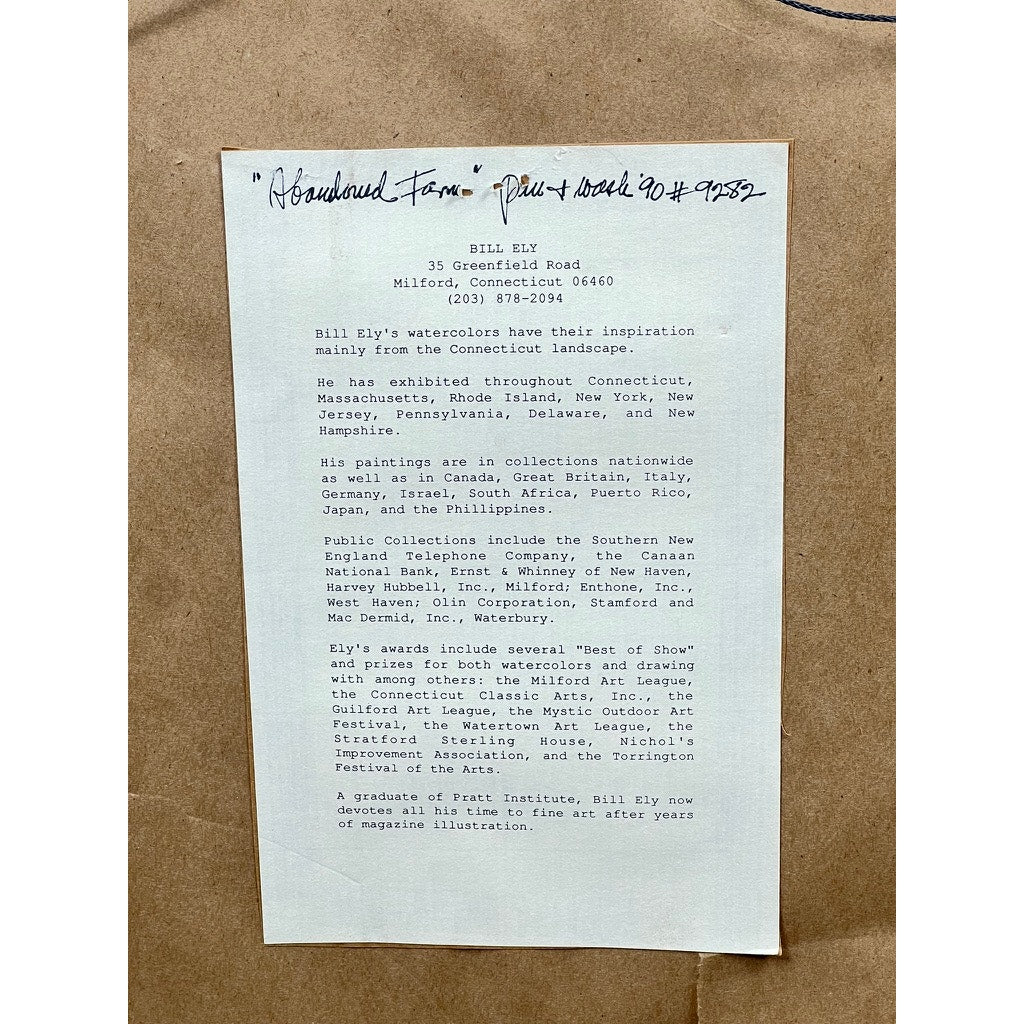 "Abandoned Farm" pen + wash '90 # 9282
BILL ELY
35 Greenfield Road
Milford, Connecticut 06460
(203) 878-2094
Bill Ely's watercolors have their inspiration
mainly from the Connecticut landscape.
He has exhibited throughout Connecticut,
Massachusetts, Rhode Island, New York, New
Jersey, Pennsylvania, Delaware, and New
Hampshire.
His paintings are in collections nationwide
as well as in Canada, Great Britain, Italy,
Germany, Israel, South Africa, Puerto Rico,
Japan, and the Phillippines.
Public Collections include the Southern New
England Telephone Company, the Canaan
National Bank, Ernst & Whinney of New Haven,
Harvey Hubbell, Inc., Milford; Enthone, Inc.,
West Haven; Olin Corporation, Stamford and
Mac Dermid, Inc., Waterbury.
Ely's awards include several "Best of Show"
and prizes for both watercolors and drawing
with among others: the Milford Art League,
the Connecticut Classic Arts, Inc., the
Guilford Art League, the Mystic Outdoor Art
Festival, the Watertown Art League, the
Stratford Sterling House, Nichol's
Improvement Association, and the Torrington
Festival of the Arts.
A graduate of Pratt Institute, Bill Ely now
devotes all his time to fine art after years
of magazine illustration.